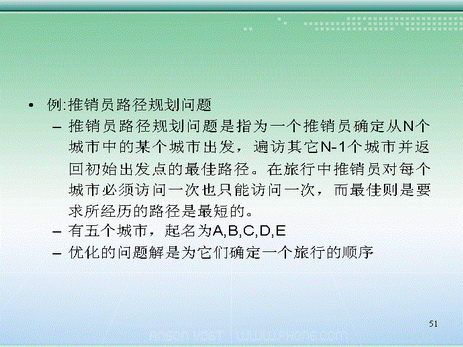 • 例:推销员路径规划问题
– 推销员路径规划问题是指为一个推销员确定从N个
城市中的某个城市出发，遍访其它N-1个城市并返
回初始出发点的最佳路径。在旅行中推销员对每个
城市必须访问一次也只能访问一次，而最佳则是要
求所经历的路径是最短的。
– 有五个城市，起名为A,B,C,D,E
– 优化的问题解是为它们确定一个旅行的顺序
51